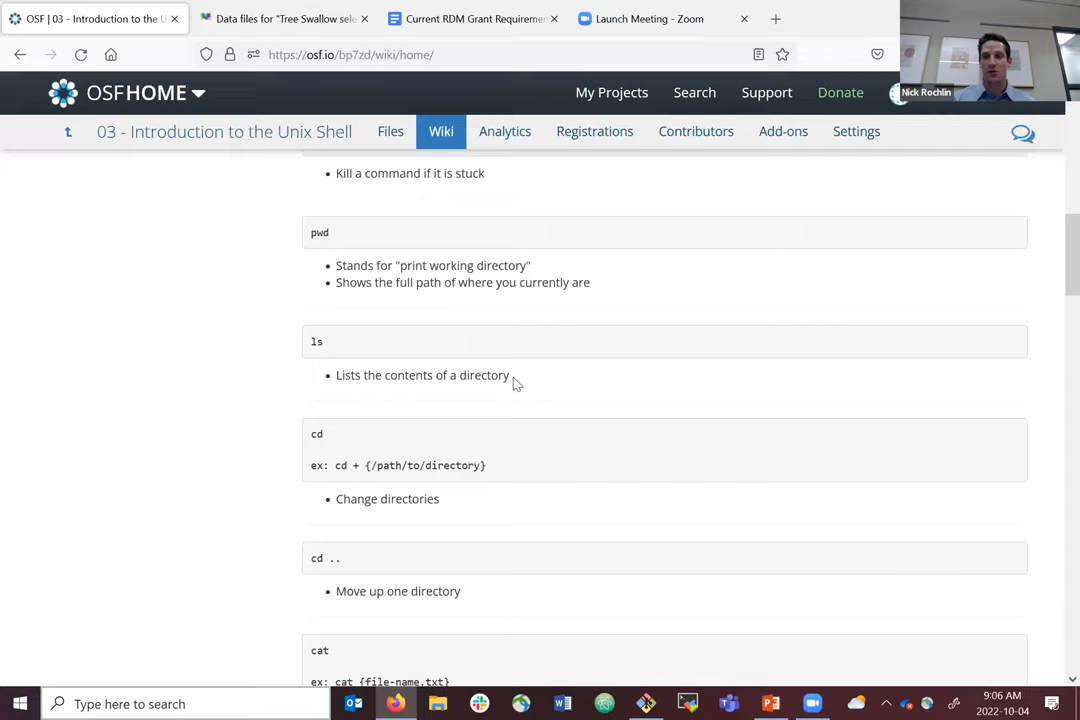 SF | 03 - Introduction to the U
Data files for "Tree Swallow sele
Current RDM Grant Requiremen
Launch Meeting - Zoom
https://osf.io/bp7zd/wiki/home/
Nick Rochlin
OSFHOME
My Projects
Search
Support
Donate
03 - Introduction to the Unix Shell
Files
Wiki
Analytics
Registrations
Contributors
Add-ons
Settings
• Kill a command if it is stuck
pwd
• Stands for "print working directory"
• Shows the full path of where you currently are
ls
• Lists the contents of a directory
cd
ex: cd + {/path/to/directory}
• Change directories
cd ..
• Move up one directory
cat
ex: cat {file-name.txt}
Type here to search
9:06 AM
2022-10-04